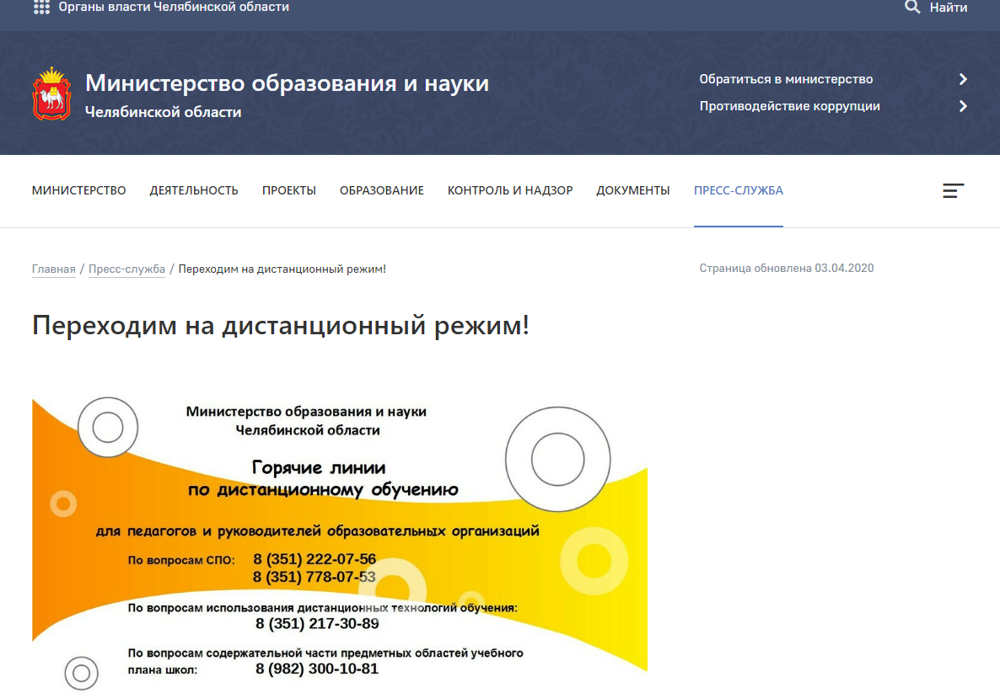 Органы власти Челябинской области
Найти
Министерство образования и науки
Челябинской области
Обратиться в министерство
Противодействие коррупции
МИНИСТЕРСТВО ДЕЯТЕЛЬНОСТЬ ПРОЕКТЫ ОБРАЗОВАНИЕ КОНТРОЛЬ И НАДЗОР ДОКУМЕНТЫ ПРЕСС-СЛУЖБА
Главная / Пресс-служба / Переходим на дистанционный режим!
Страница обновлена 03.04.2020
Переходим на дистанционный режим!
Министерство образования и науки
Челябинской области
Горячие линии
по дистанционному обучению
для педагогов и руководителей образовательных организаций
По вопросам СПО: 8 (351) 222-07-56
8 (351) 778-07-53
По вопросам использования дистанционных технологий обучения:
8 (351) 217-30-89
По вопросам содержательной части предметных областей учебного
плана школ: 8 (982) 300-10-81